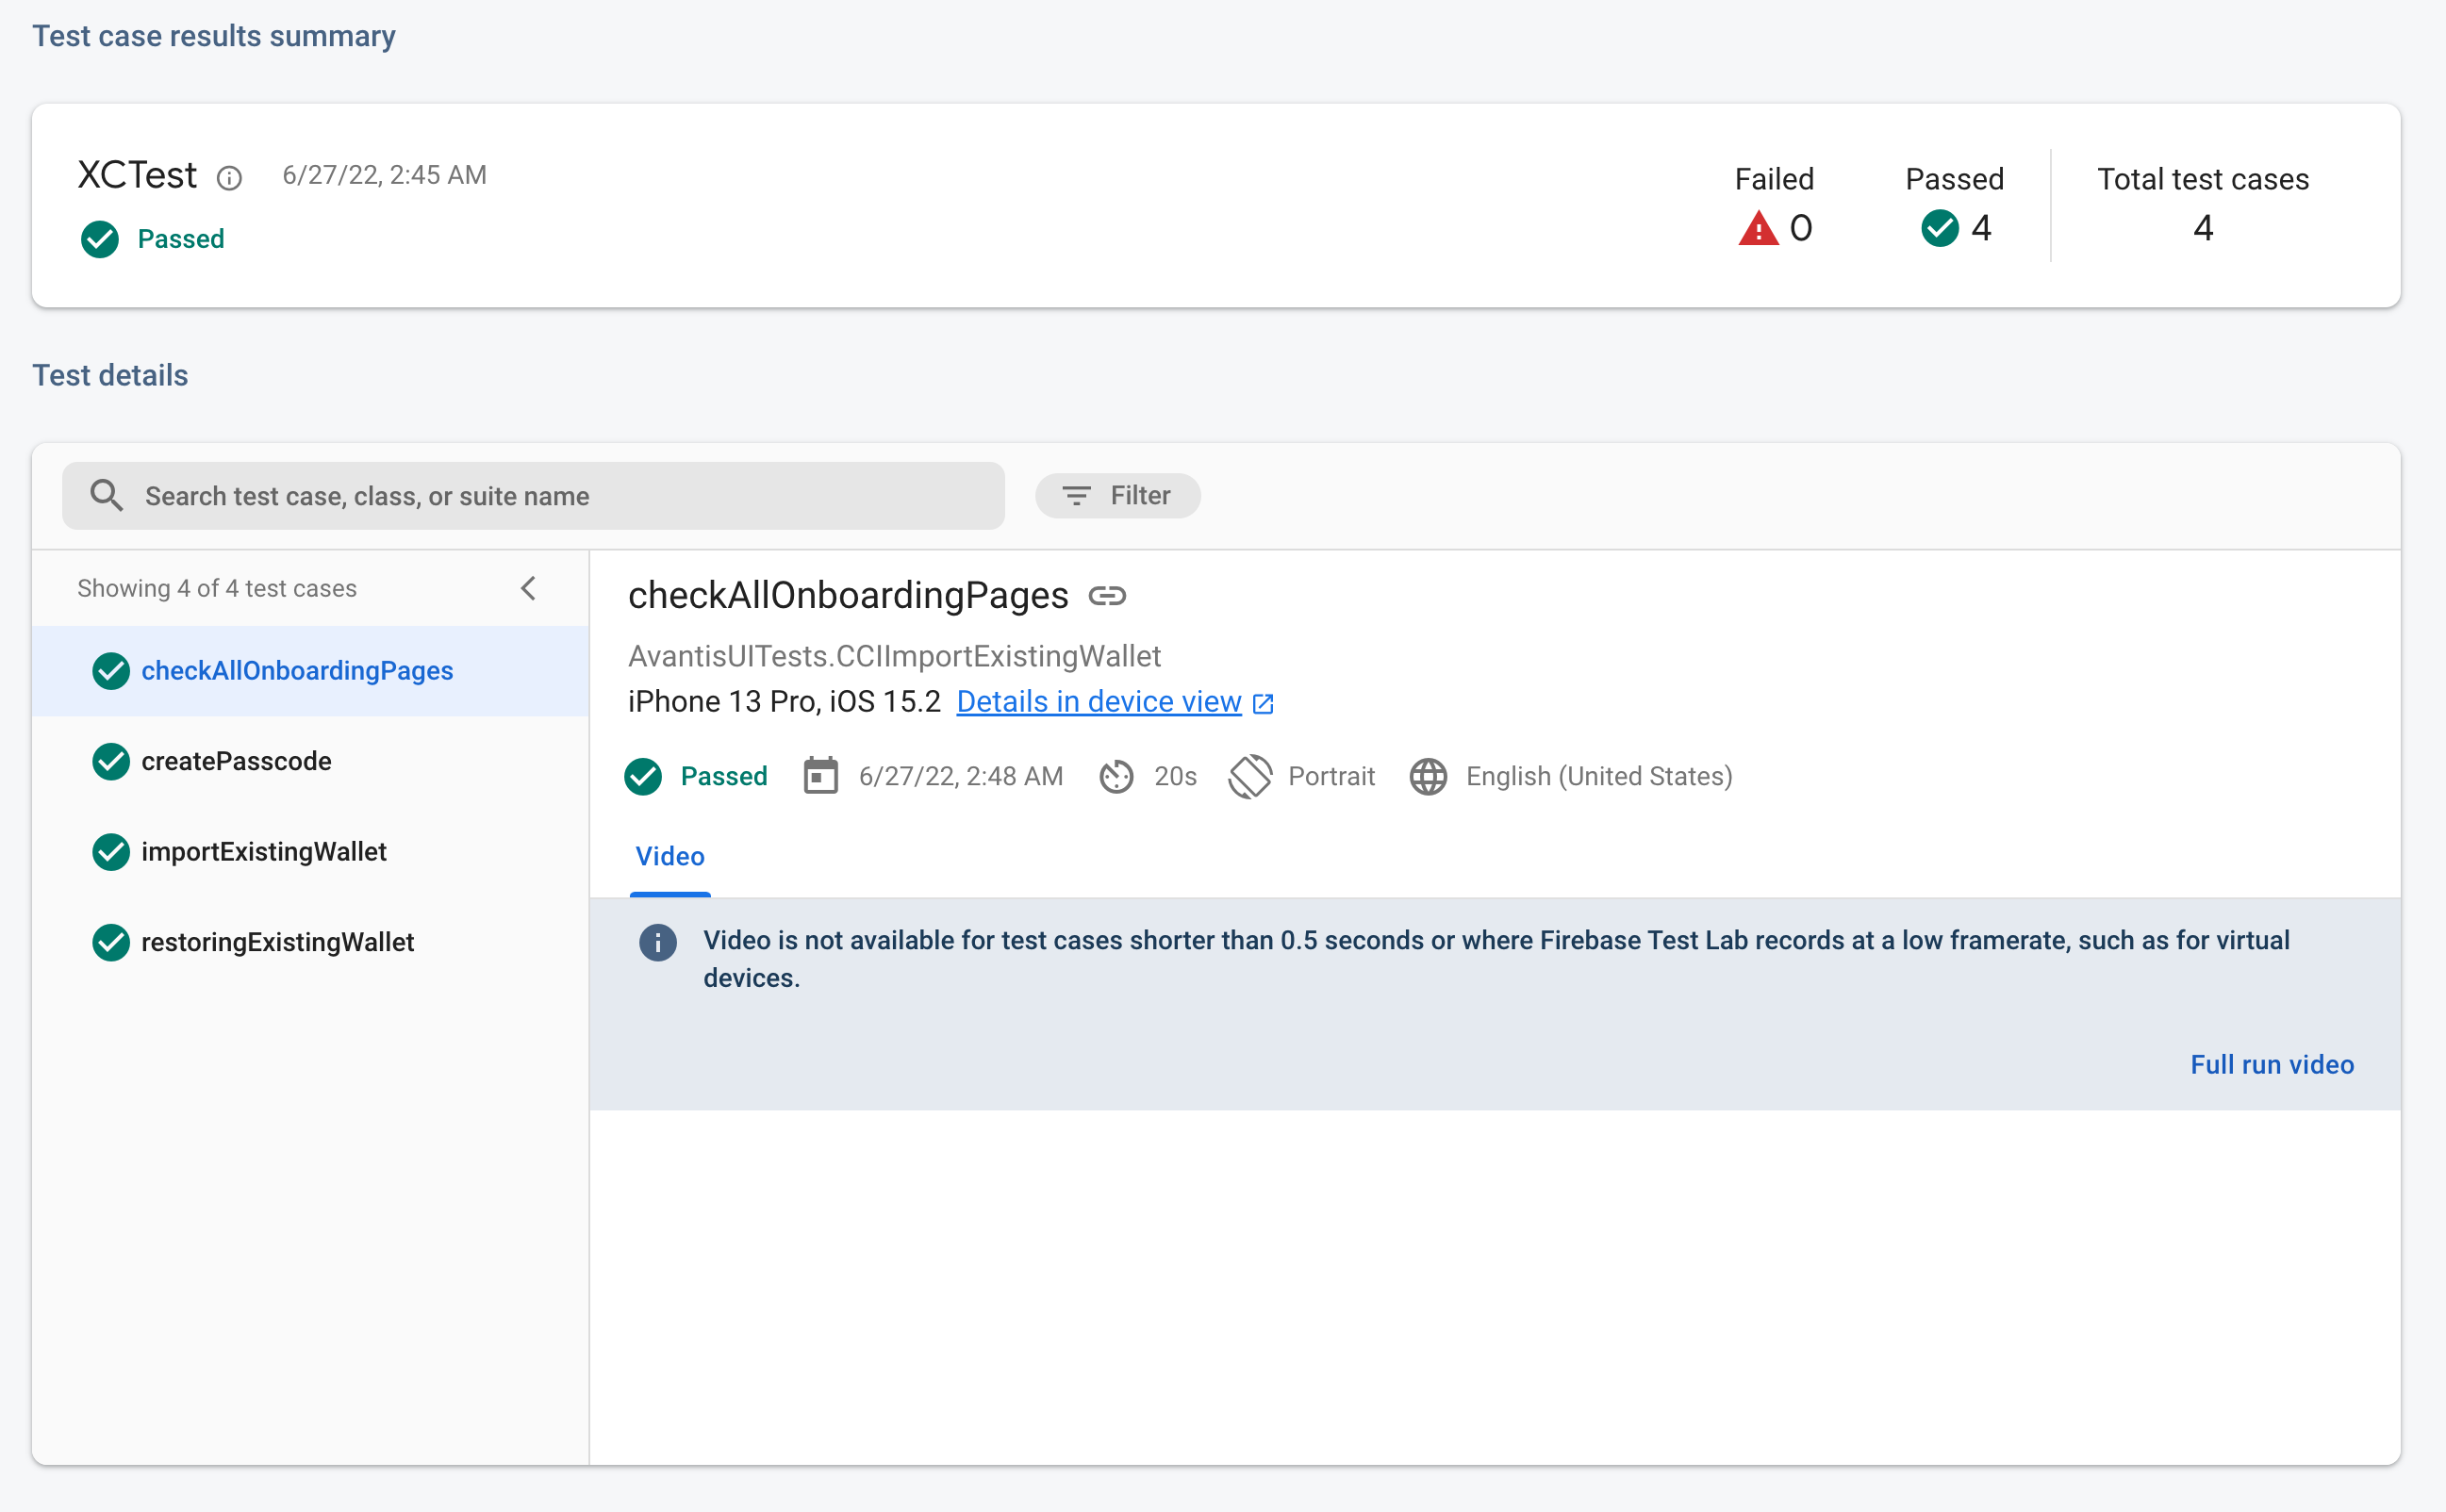 Test case results summary
XCTest 6/27/22, 2:45 AM
Passed
Failed Passed Total test cases
0 4 4
Test details
Search test case, class, or suite name Filter
Showing 4 of 4 test cases
checkAllOnboardingPages
createPasscode
importExistingWallet
restoringExistingWallet
checkAllOnboardingPages
AvantisUITests.CCIImportExistingWallet
iPhone 13 Pro, iOS 15.2 Details in device view
Passed 6/27/22, 2:48 AM 20s Portrait English (United States)
Video
Video is not available for test cases shorter than 0.5 seconds or where Firebase Test Lab records at a low framerate, such as for virtual
devices.
Full run video